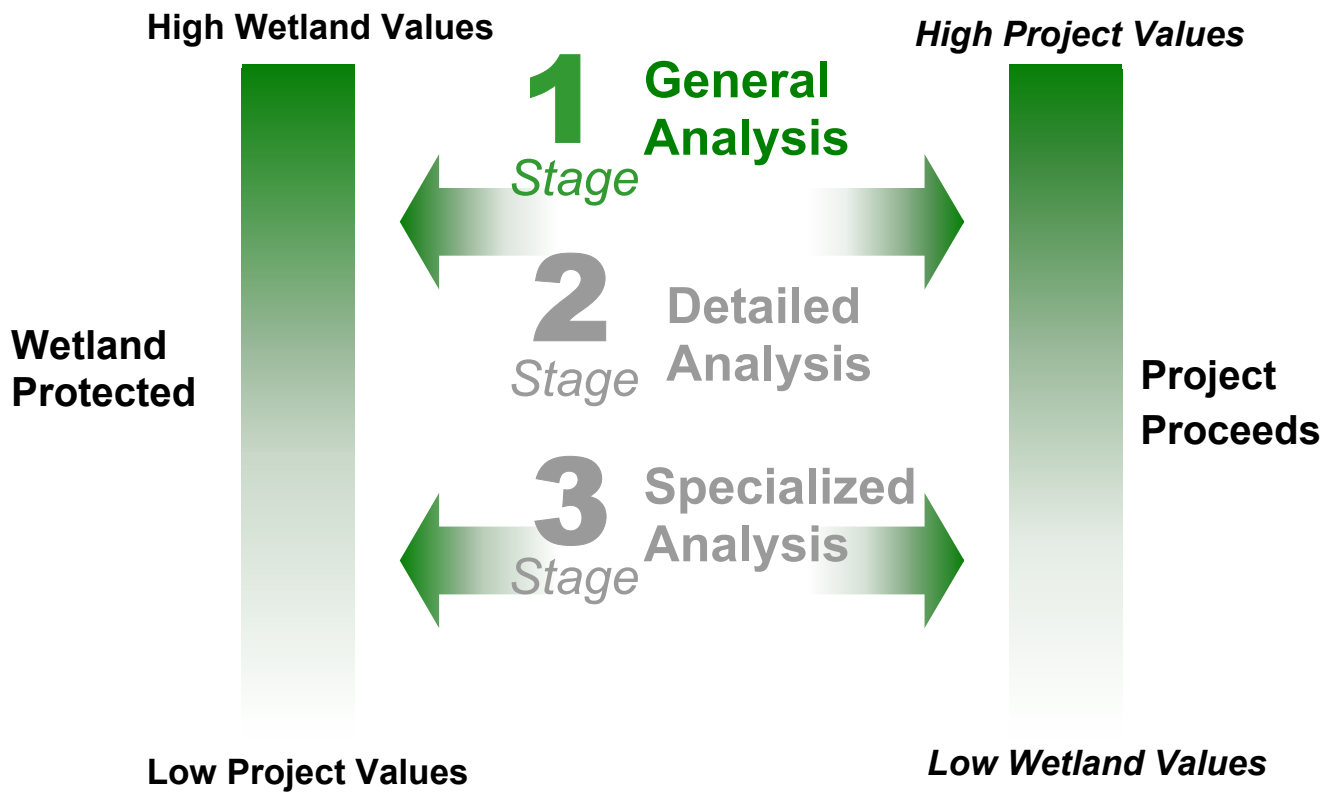 High Wetland Values
High Project Values
1
Stage
General
Analysis
2
Stage
Detailed
Analysis
Wetland
Protected
Project
Proceeds
3
Stage
Specialized
Analysis
Low Project Values
Low Wetland Values